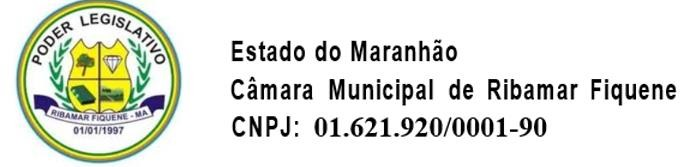 PODER LEGISLATIVO
RIBAMAR FIQUENE - MA
01/01/1997
Estado do Maranhão
Câmara Municipal de Ribamar Fiquene
CNPJ: 01.621.920/0001-90